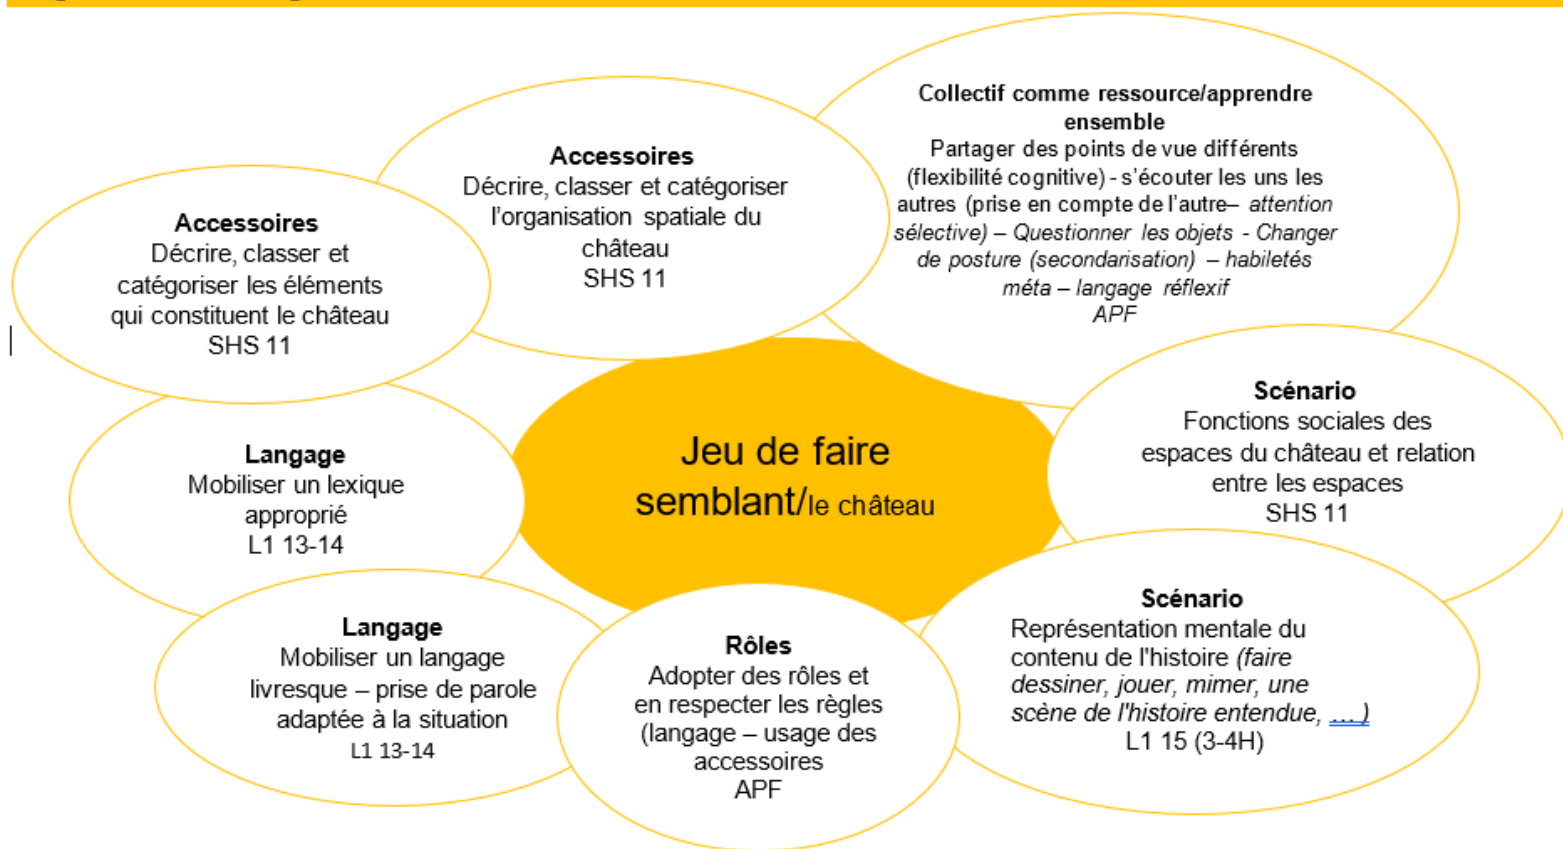 Collectif comme ressource/apprendre
ensemble
Partager des points de vue différents
(flexibilité cognitive) - s'écouter les uns les
autres (prise en compte de l'autre– attention
sélective) – Questionner les objets - Changer
de posture (secondarisation) – habiletés
méta – langage réflexif
APF
Accessoires
Décrire, classer et catégoriser
l'organisation spatiale du
château
SHS 11
Accessoires
Décrire, classer et
catégoriser les éléments
qui constituent le château
SHS 11
Scénario
Fonctions sociales des
espaces du château et relation
entre les espaces
SHS 11
Jeu de faire
semblant/le château
Langage
Mobiliser un lexique
approprié
L1 13-14
Scénario
Représentation mentale du
contenu de l'histoire (faire
dessiner, jouer, mimer, une
scène de l'histoire entendue, ... )
L1 15 (3-4H)
Langage
Mobiliser un langage
livresque – prise de parole
adaptée à la situation
L1 13-14
Rôles
Adopter des rôles et
en respecter les règles
(langage – usage des
accessoires
APF